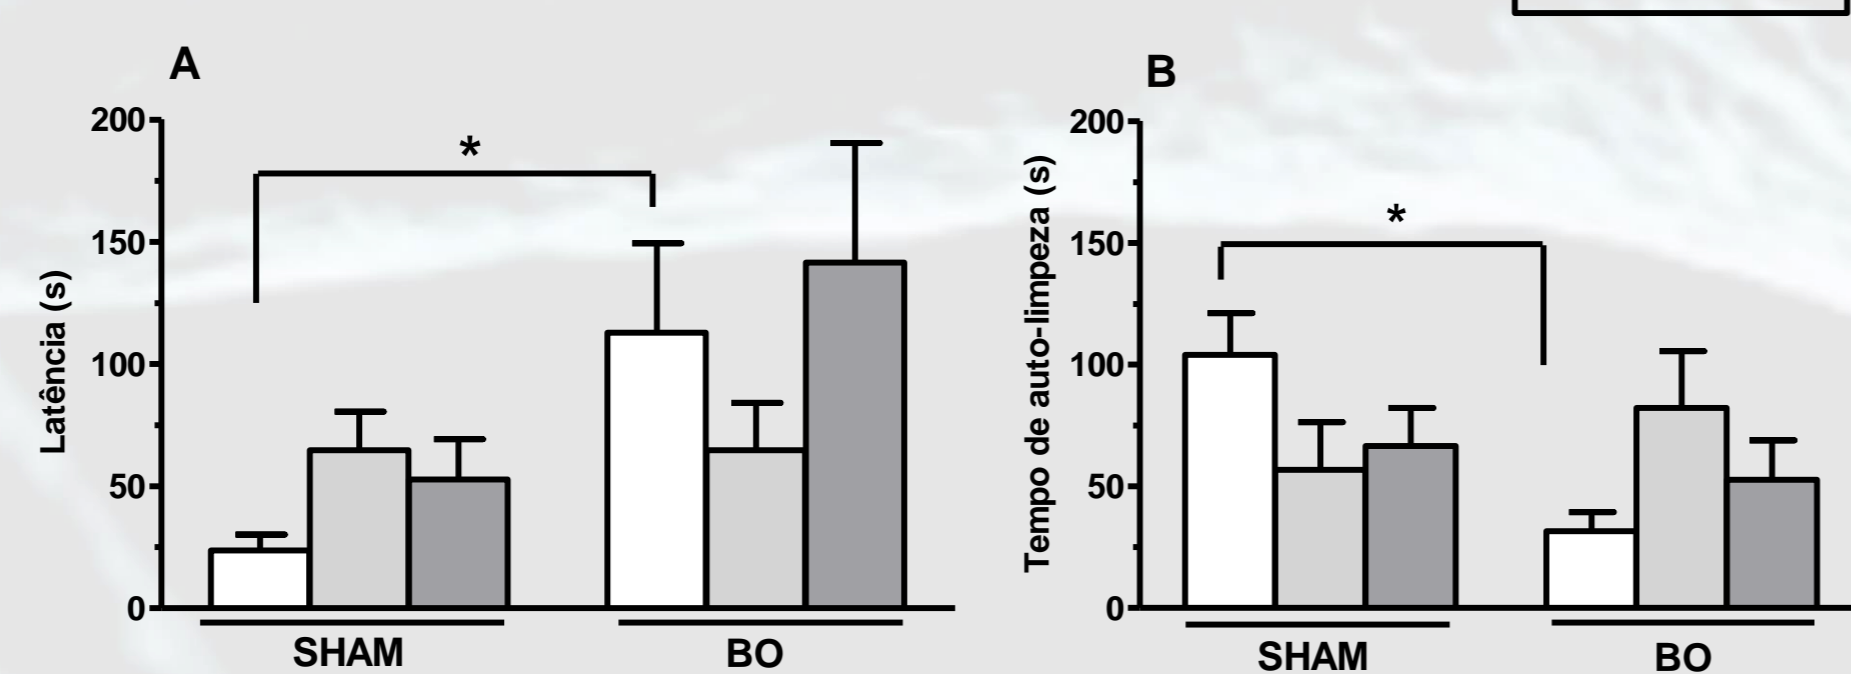 A
200
150
100
50
0
Latência (s)
*
SHAM
BO
B
200
150
100
50
0
Tempo de auto-limpeza (s)
*
SHAM
BO